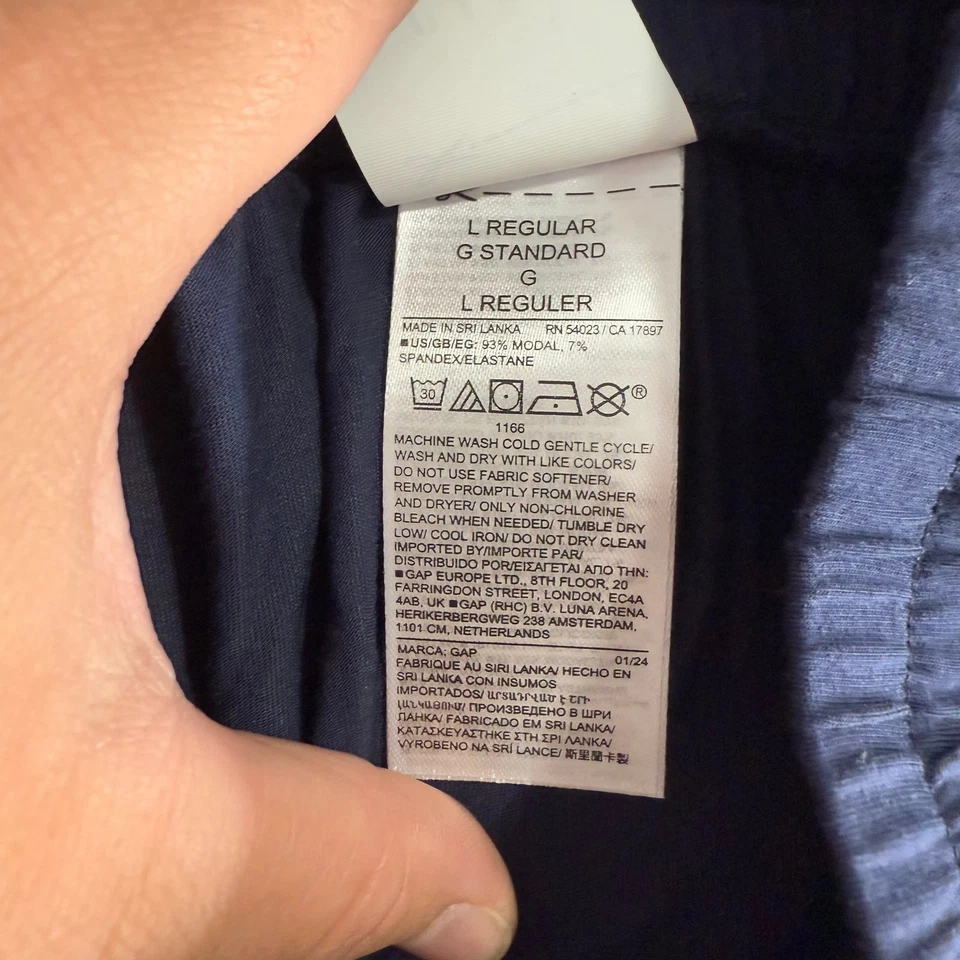 L REGULAR
G STANDARD
G
L REGULER
MADE IN SRI LANKA RN 54023 / CA 17897
■US/GB/EG: 93% MODAL, 7%
SPANDEX/ELASTANE
30 ®
1166
MACHINE WASH COLD GENTLE CYCLE/
WASH AND DRY WITH LIKE COLORS/
DO NOT USE FABRIC SOFTENER/
REMOVE PROMPTLY FROM WASHER
AND DRYER/ ONLY NON-CHLORINE
BLEACH WHEN NEEDED/ TUMBLE DRY
LOW/ COOL IRON/ DO NOT DRY CLEAN
IMPORTED BY/IMPORTE PAR/
DISTRIBUIDO POR/ΕΙΣΑΓΕΤΑΙ ΑΠΟ ΤΗΝ:
■GAP EUROPE LTD., 8TH FLOOR, 20
FARRINGDON STREET, LONDON, EC4A
4AB, UK ■GAP (RHC) B.V. LUNA ARENA,
HERIKERBERGWEG 238 AMSTERDAM,
1101 CM, NETHERLANDS
MARCA: GAP 01/24
FABRIQUE AU SIRI LANKA/ HECHO EN
SRI LANKA CON INSUMOS
IMPORTADOS/ ԱՐՏԱԴՐՎԱԾ Է ՇՐԻ
ԼԱՆԿԱՅՈՒՄ/ ПРОИЗВЕДЕНО В ШРИ
ЛАНКА/ FABRICADO EM SRI LANKA/
ΚΑΤΑΣΚΕΥΑΣΤΗΚΕ ΣΤΗ ΣΡΙ ΛΑΝΚΑ/
VYROBENO NA SRÍ LANCE/ 斯里蘭卡製